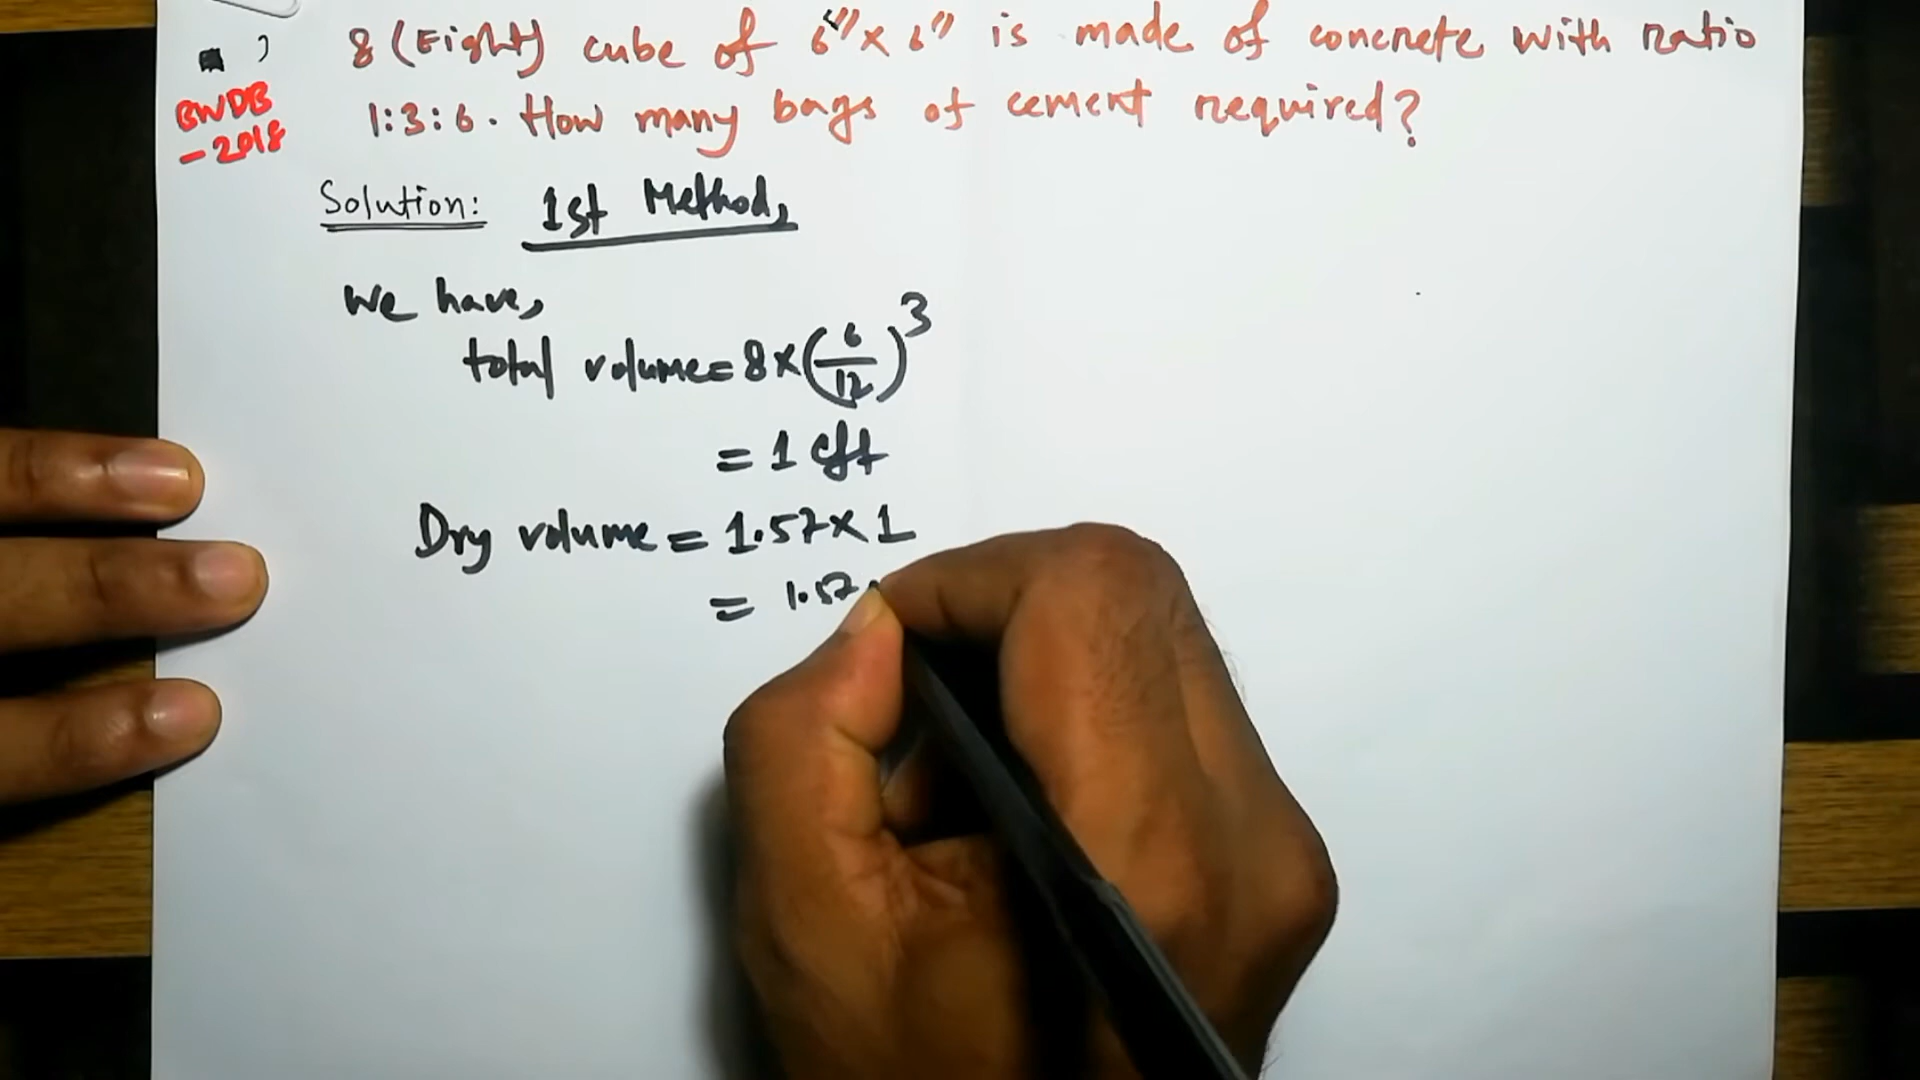 8 (Eight) cube of 6"x 6" is made of concrete with ratio
1:3:6. How many bags of cement required?
BWDB
-2018
Solution: 1st Method,
We have,
total volume = 8x(6/12)^3
= 1 cft
Dry volume = 1.57x1
= 1.57